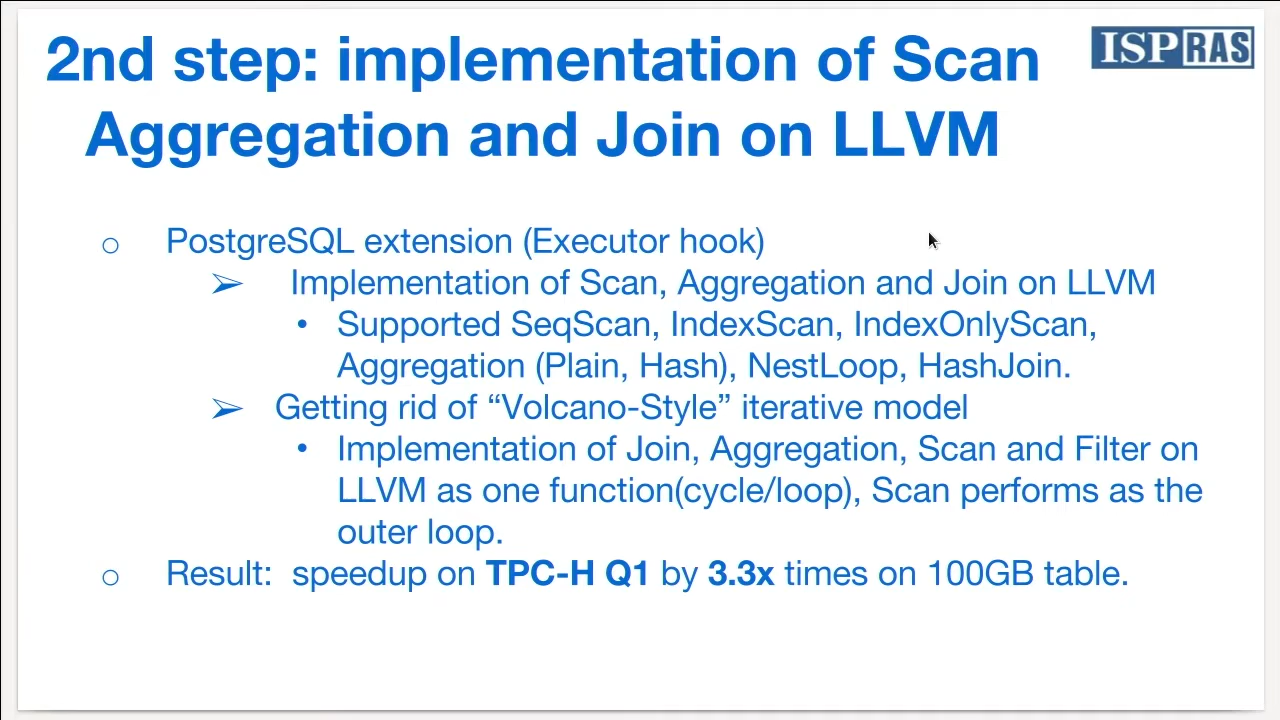 2nd step: implementation of Scan
Aggregation and Join on LLVM
ISP RAS
○ PostgreSQL extension (Executor hook)
➢ Implementation of Scan, Aggregation and Join on LLVM
• Supported SeqScan, IndexScan, IndexOnlyScan,
Aggregation (Plain, Hash), NestLoop, HashJoin.
➢ Getting rid of “Volcano-Style” iterative model
• Implementation of Join, Aggregation, Scan and Filter on
LLVM as one function(cycle/loop), Scan performs as the
outer loop.
○ Result: speedup on TPC-H Q1 by 3.3x times on 100GB table.